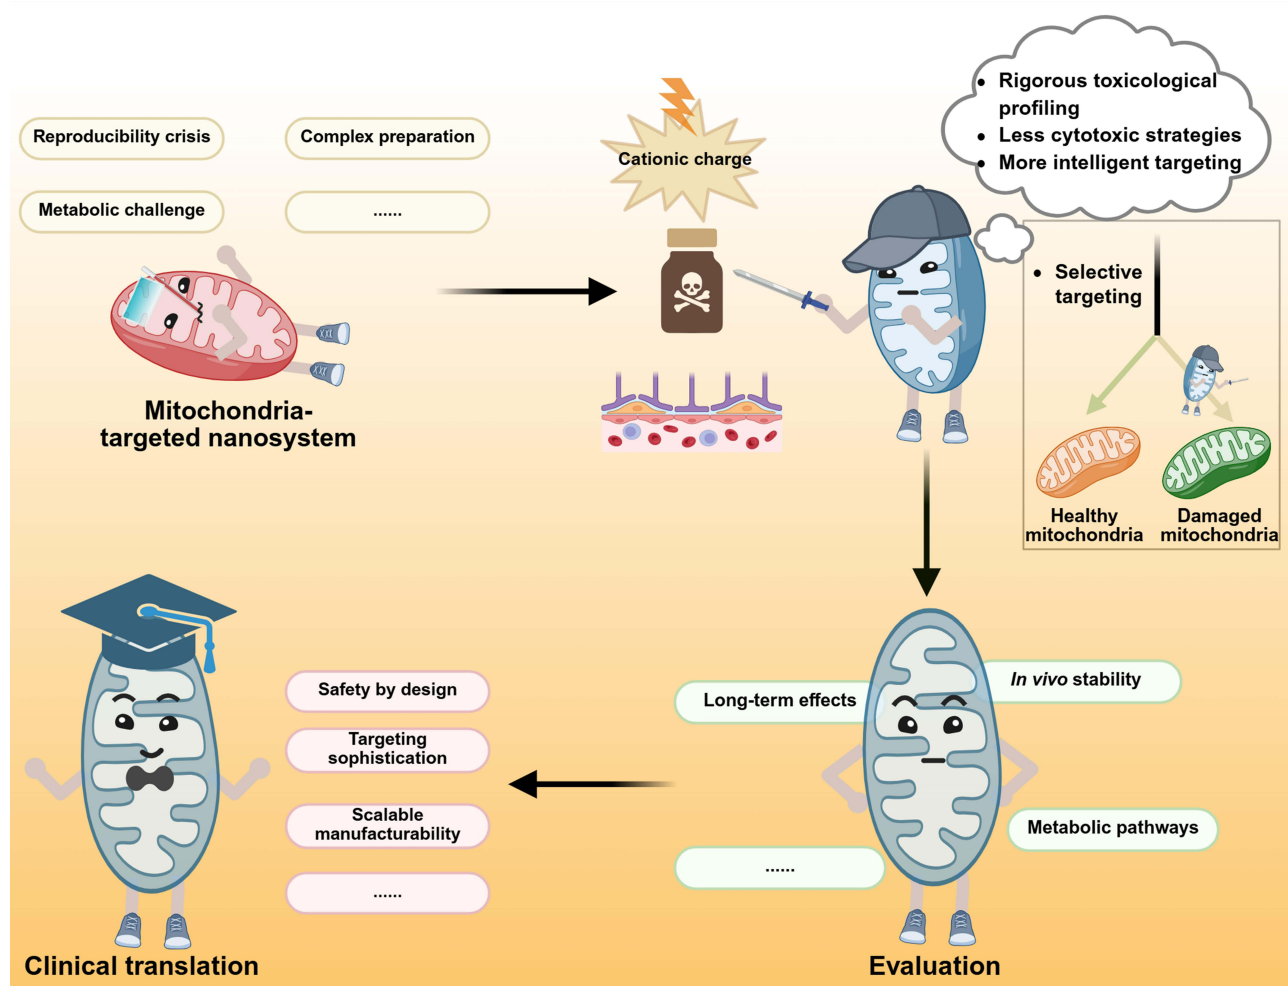 Reproducibility crisis
Complex preparation
Metabolic challenge
......
Mitochondria-
targeted nanosystem
Cationic charge
• Rigorous toxicological
profiling
• Less cytotoxic strategies
• More intelligent targeting
• Selective
targeting
Healthy
mitochondria
Damaged
mitochondria
Long-term effects
In vivo stability
Metabolic pathways
......
Evaluation
Safety by design
Targeting
sophistication
Scalable
manufacturability
......
Clinical translation